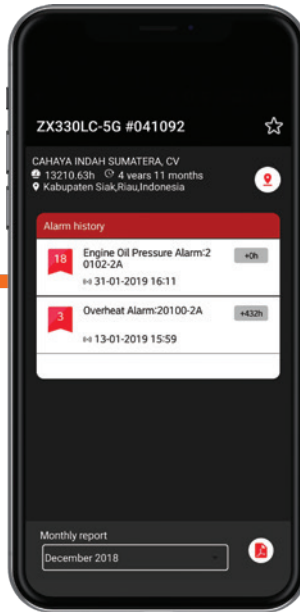 ZX330LC-5G #041092
CAHAYA INDAH SUMATERA, CV
13210.63h 4 years 11 months
Kabupaten Siak,Riau,Indonesia
Alarm history
18
Engine Oil Pressure Alarm:2
0102-2A
+0h
31-01-2019 16:11
3
Overheat Alarm:20100-2A
+432h
13-01-2019 15:59
Monthly report
December 2018